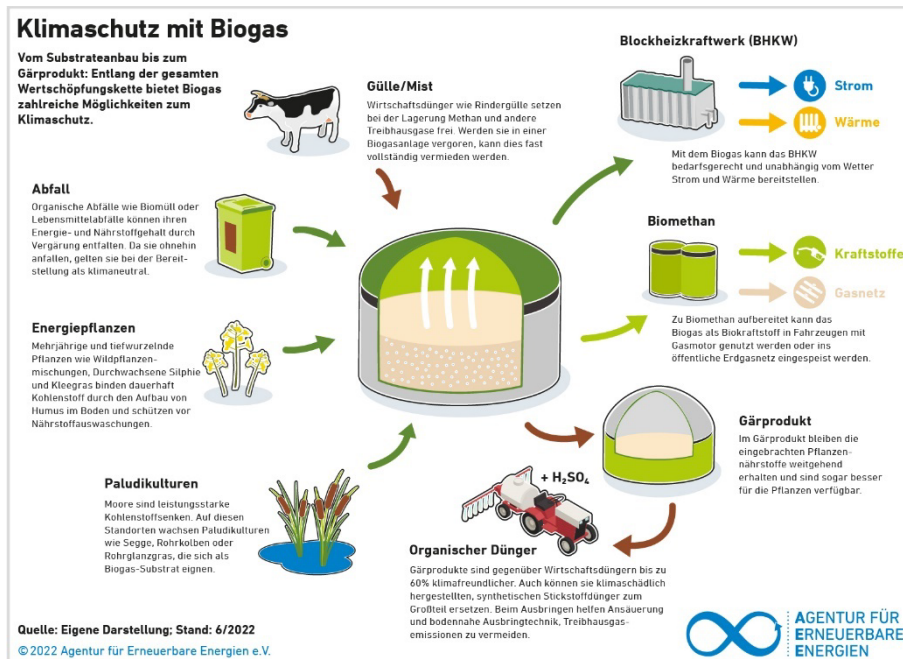 Klimaschutz mit Biogas
Vom Substrateanbau bis zum
Gärprodukt: Entlang der gesamten
Wertschöpfungskette bietet Biogas
zahlreiche Möglichkeiten zum
Klimaschutz.
Gülle/Mist
Wirtschaftsdünger wie Rindergülle setzen
bei der Lagerung Methan und andere
Treibhausgase frei. Werden sie in einer
Biogasanlage vergoren, kann dies fast
vollständig vermieden werden.
Blockheizkraftwerk (BHKW)
Strom
Wärme
Mit dem Biogas kann das BHKW
bedarfsgerecht und unabhängig vom Wetter
Strom und Wärme bereitstellen.
Abfall
Organische Abfälle wie Biomüll oder
Lebensmittelabfälle können ihren
Energie- und Nährstoffgehalt durch
Vergärung entfalten. Da sie ohnehin
anfallen, gelten sie bei der Bereit-
stellung als klimaneutral.
Biomethan
Kraftstoffe
Gasnetz
Zu Biomethan aufbereitet kann das
Biogas als Biokraftstoff in Fahrzeugen mit
Gasmotor genutzt werden oder ins
öffentliche Erdgasnetz eingespeist werden.
Energiepflanzen
Mehrjährige und tiefwurzelnde
Pflanzen wie Wildpflanzen-
mischungen, Durchwachsene Silphie
und Kleegras binden dauerhaft
Kohlenstoff durch den Aufbau von
Humus im Boden und schützen vor
Nährstoffauswaschungen.
Gärprodukt
Im Gärprodukt bleiben die
eingebrachten Pflanzen-
nährstoffe weitgehend
erhalten und sind sogar besser
für die Pflanzen verfügbar.
Paludikulturen
Moore sind leistungsstarke
Kohlenstoffsenken. Auf diesen
Standorten wachsen Paludikulturen
wie Segge, Rohrkolben oder
Rohrglanzgras, die sich als
Biogas-Substrat eignen.
+ H₂SO₄
Organischer Dünger
Gärprodukte sind gegenüber Wirtschaftsdüngern bis zu
60% klimafreundlicher. Auch können sie klimaschädlich
hergestellten, synthetischen Stickstoffdünger zum
Großteil ersetzen. Beim Ausbringen helfen Ansäuerung
und bodennahe Ausbringtechnik, Treibhausgas-
emissionen zu vermeiden.
Quelle: Eigene Darstellung; Stand: 6/2022
© 2022 Agentur für Erneuerbare Energien e.V.
AGENTUR FÜR
ERNEUERBARE
ENERGIEN